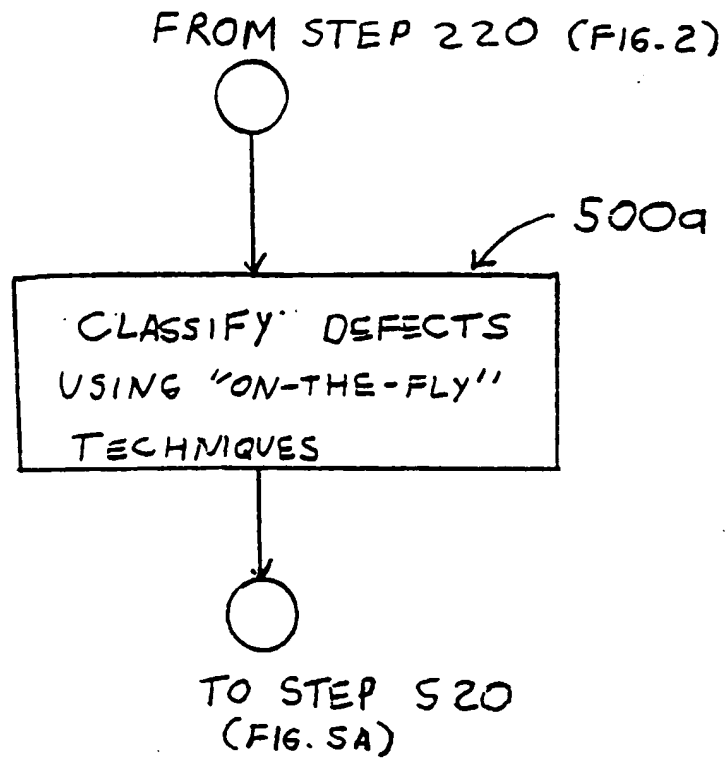 FROM STEP 220 (FIG. 2)
500a
CLASSIFY DEFECTS
USING "ON-THE-FLY"
TECHNIQUES
TO STEP 520
(FIG. 5A)